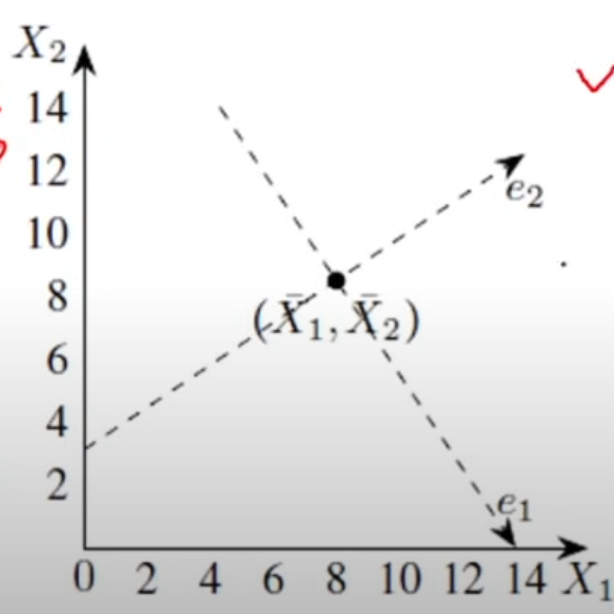 X₂
14
12
e₂
10
8
(X̄₁, X̄₂)
6
4
2
e₁
0 2 4 6 8 10 12 14 X₁